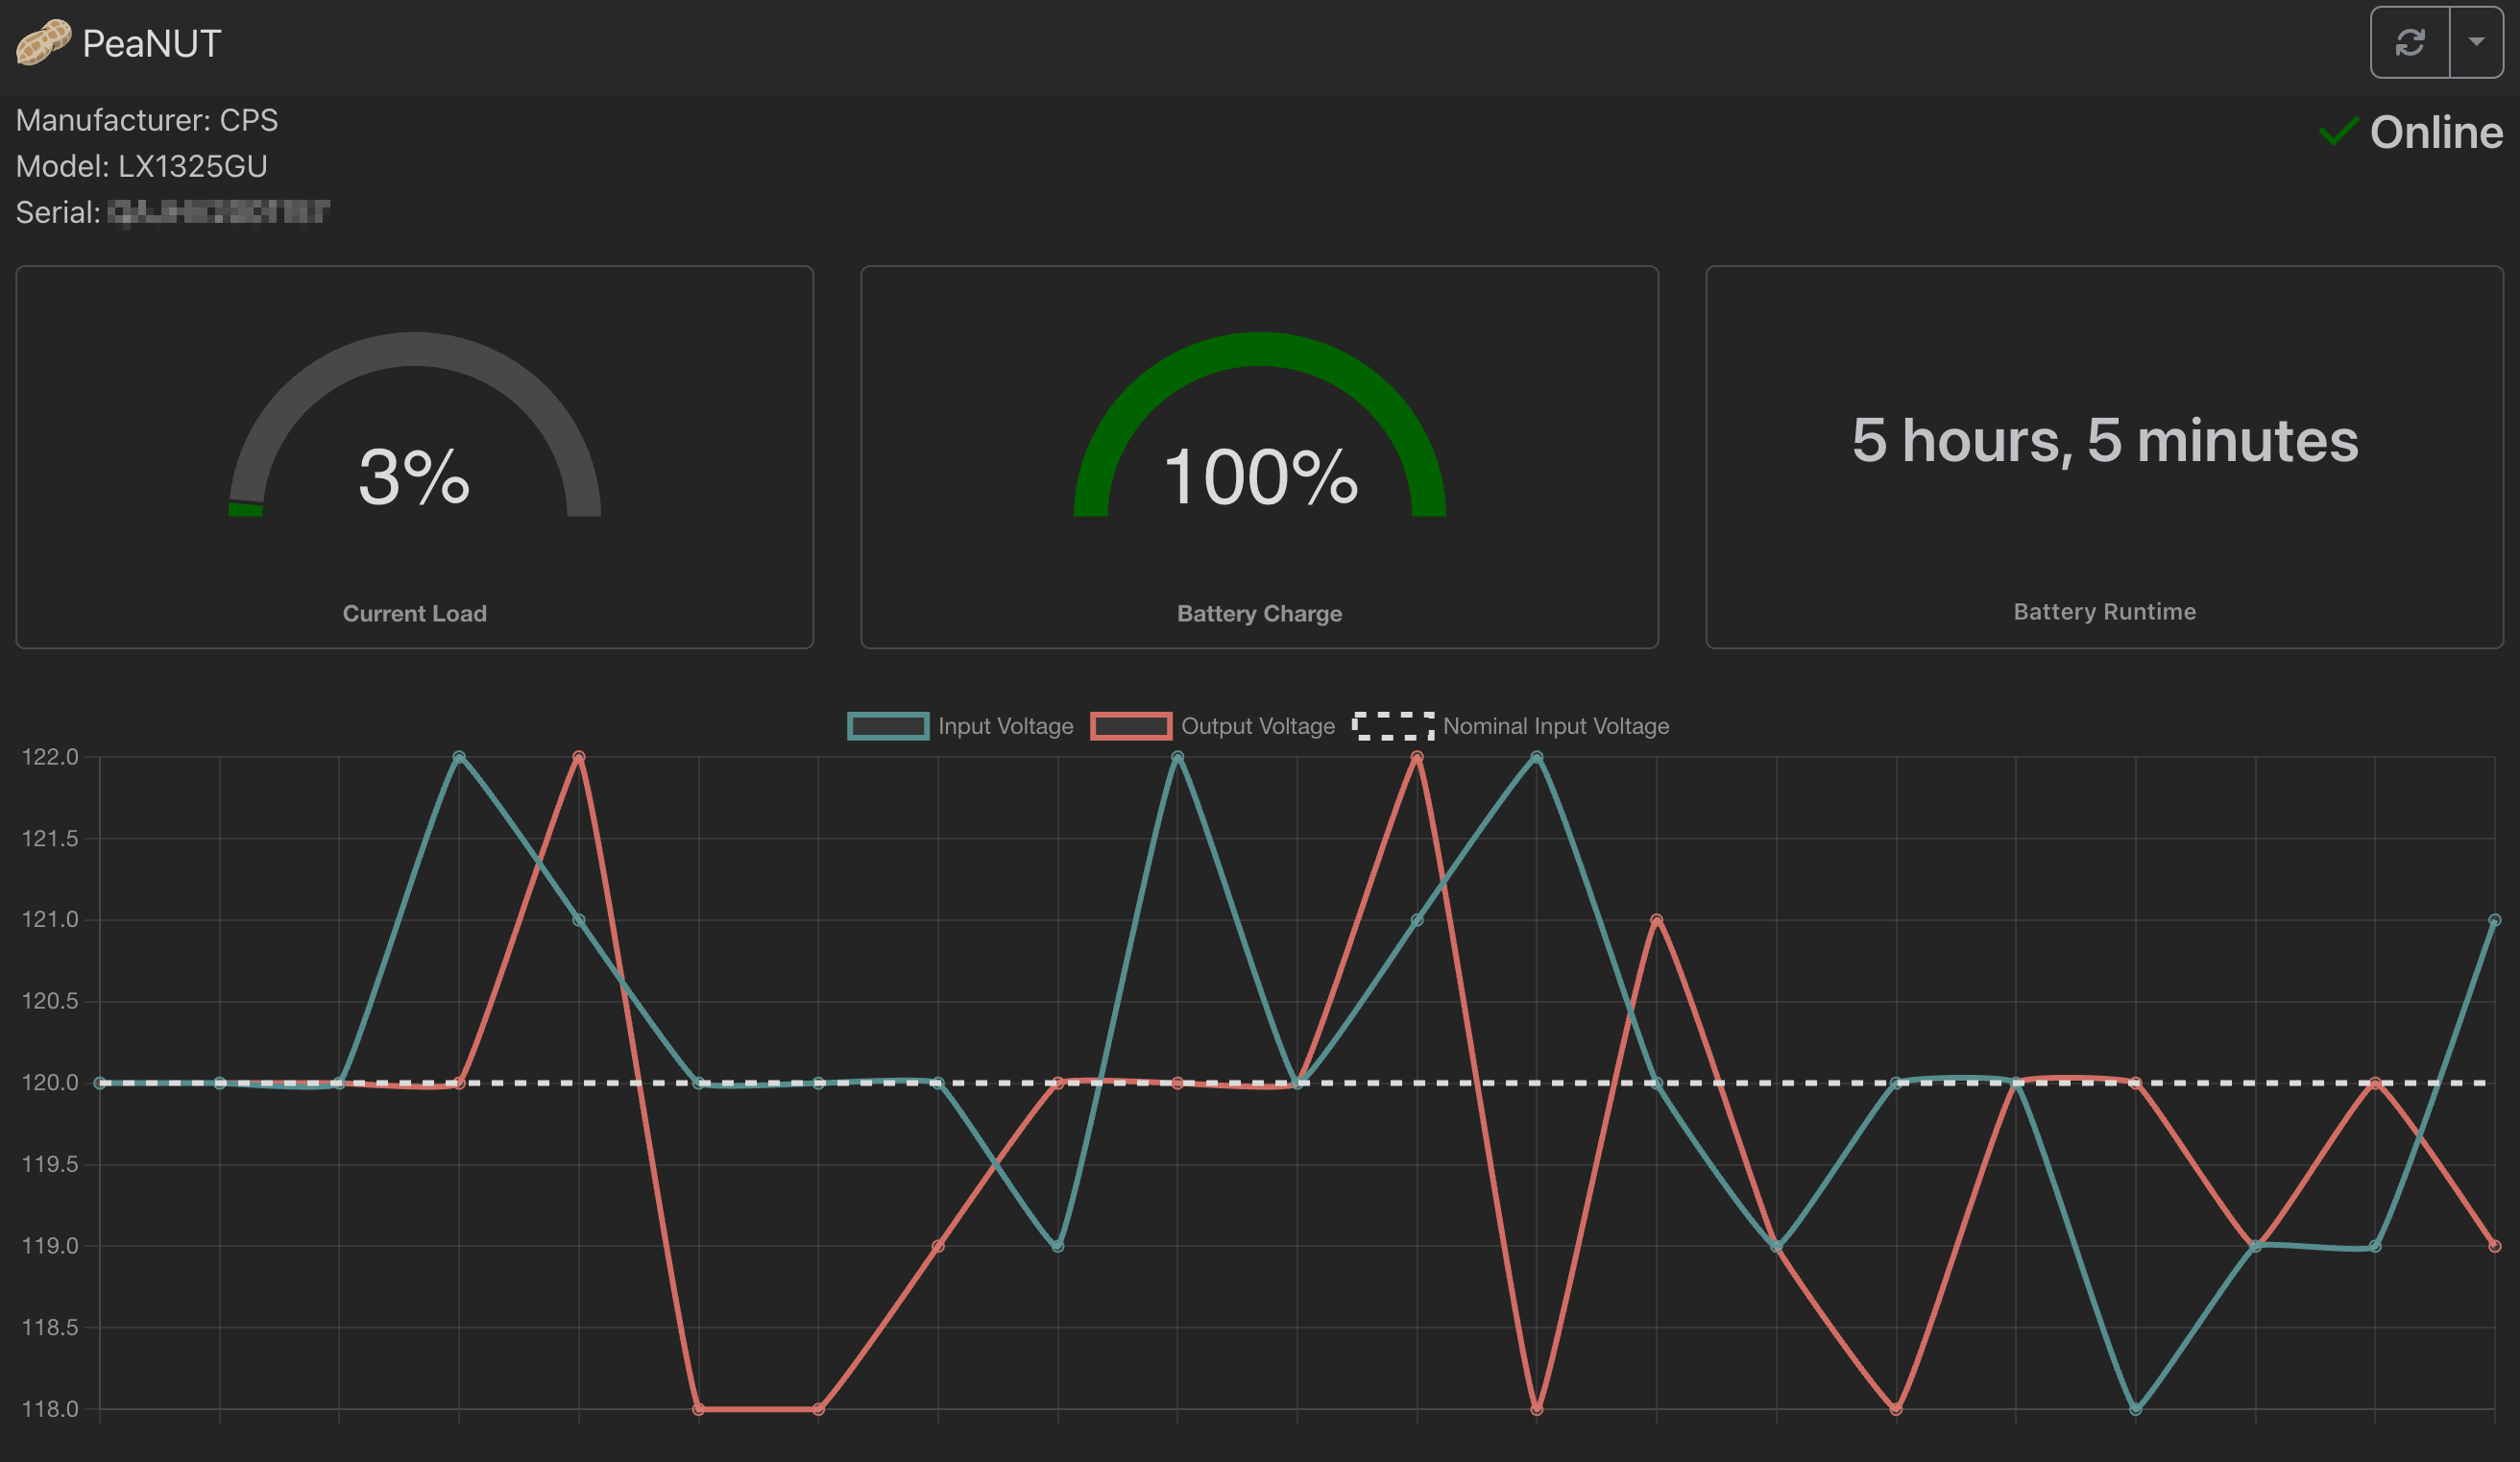 PeaNUT
Manufacturer: CPS
Model: LX1325GU
Serial:
Online
3%
Current Load
100%
Battery Charge
5 hours, 5 minutes
Battery Runtime
Input Voltage
Output Voltage
Nominal Input Voltage
122.0
121.5
121.0
120.5
120.0
119.5
119.0
118.5
118.0